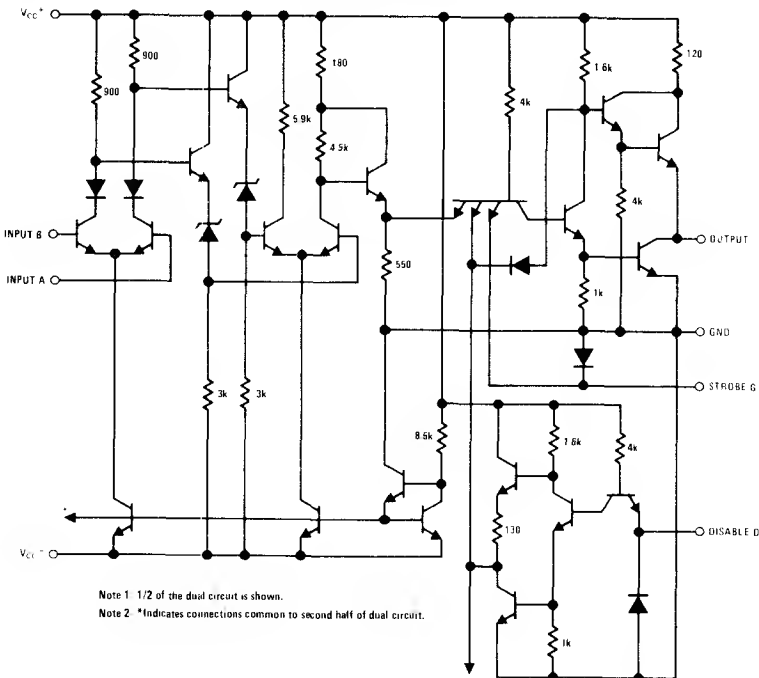 VCC+
900
900
180
5.9k
4.5k
4k
1 6k
120
4k
INPUT B
INPUT A
550
1k
OUTPUT
GND
STROBE G
3k
3k
8.5k
1.6k
4k
130
DISABLE D
*
VCC-
1k
Note 1 1/2 of the dual circuit is shown.
Note 2 *Indicates connections common to second half of dual circuit.